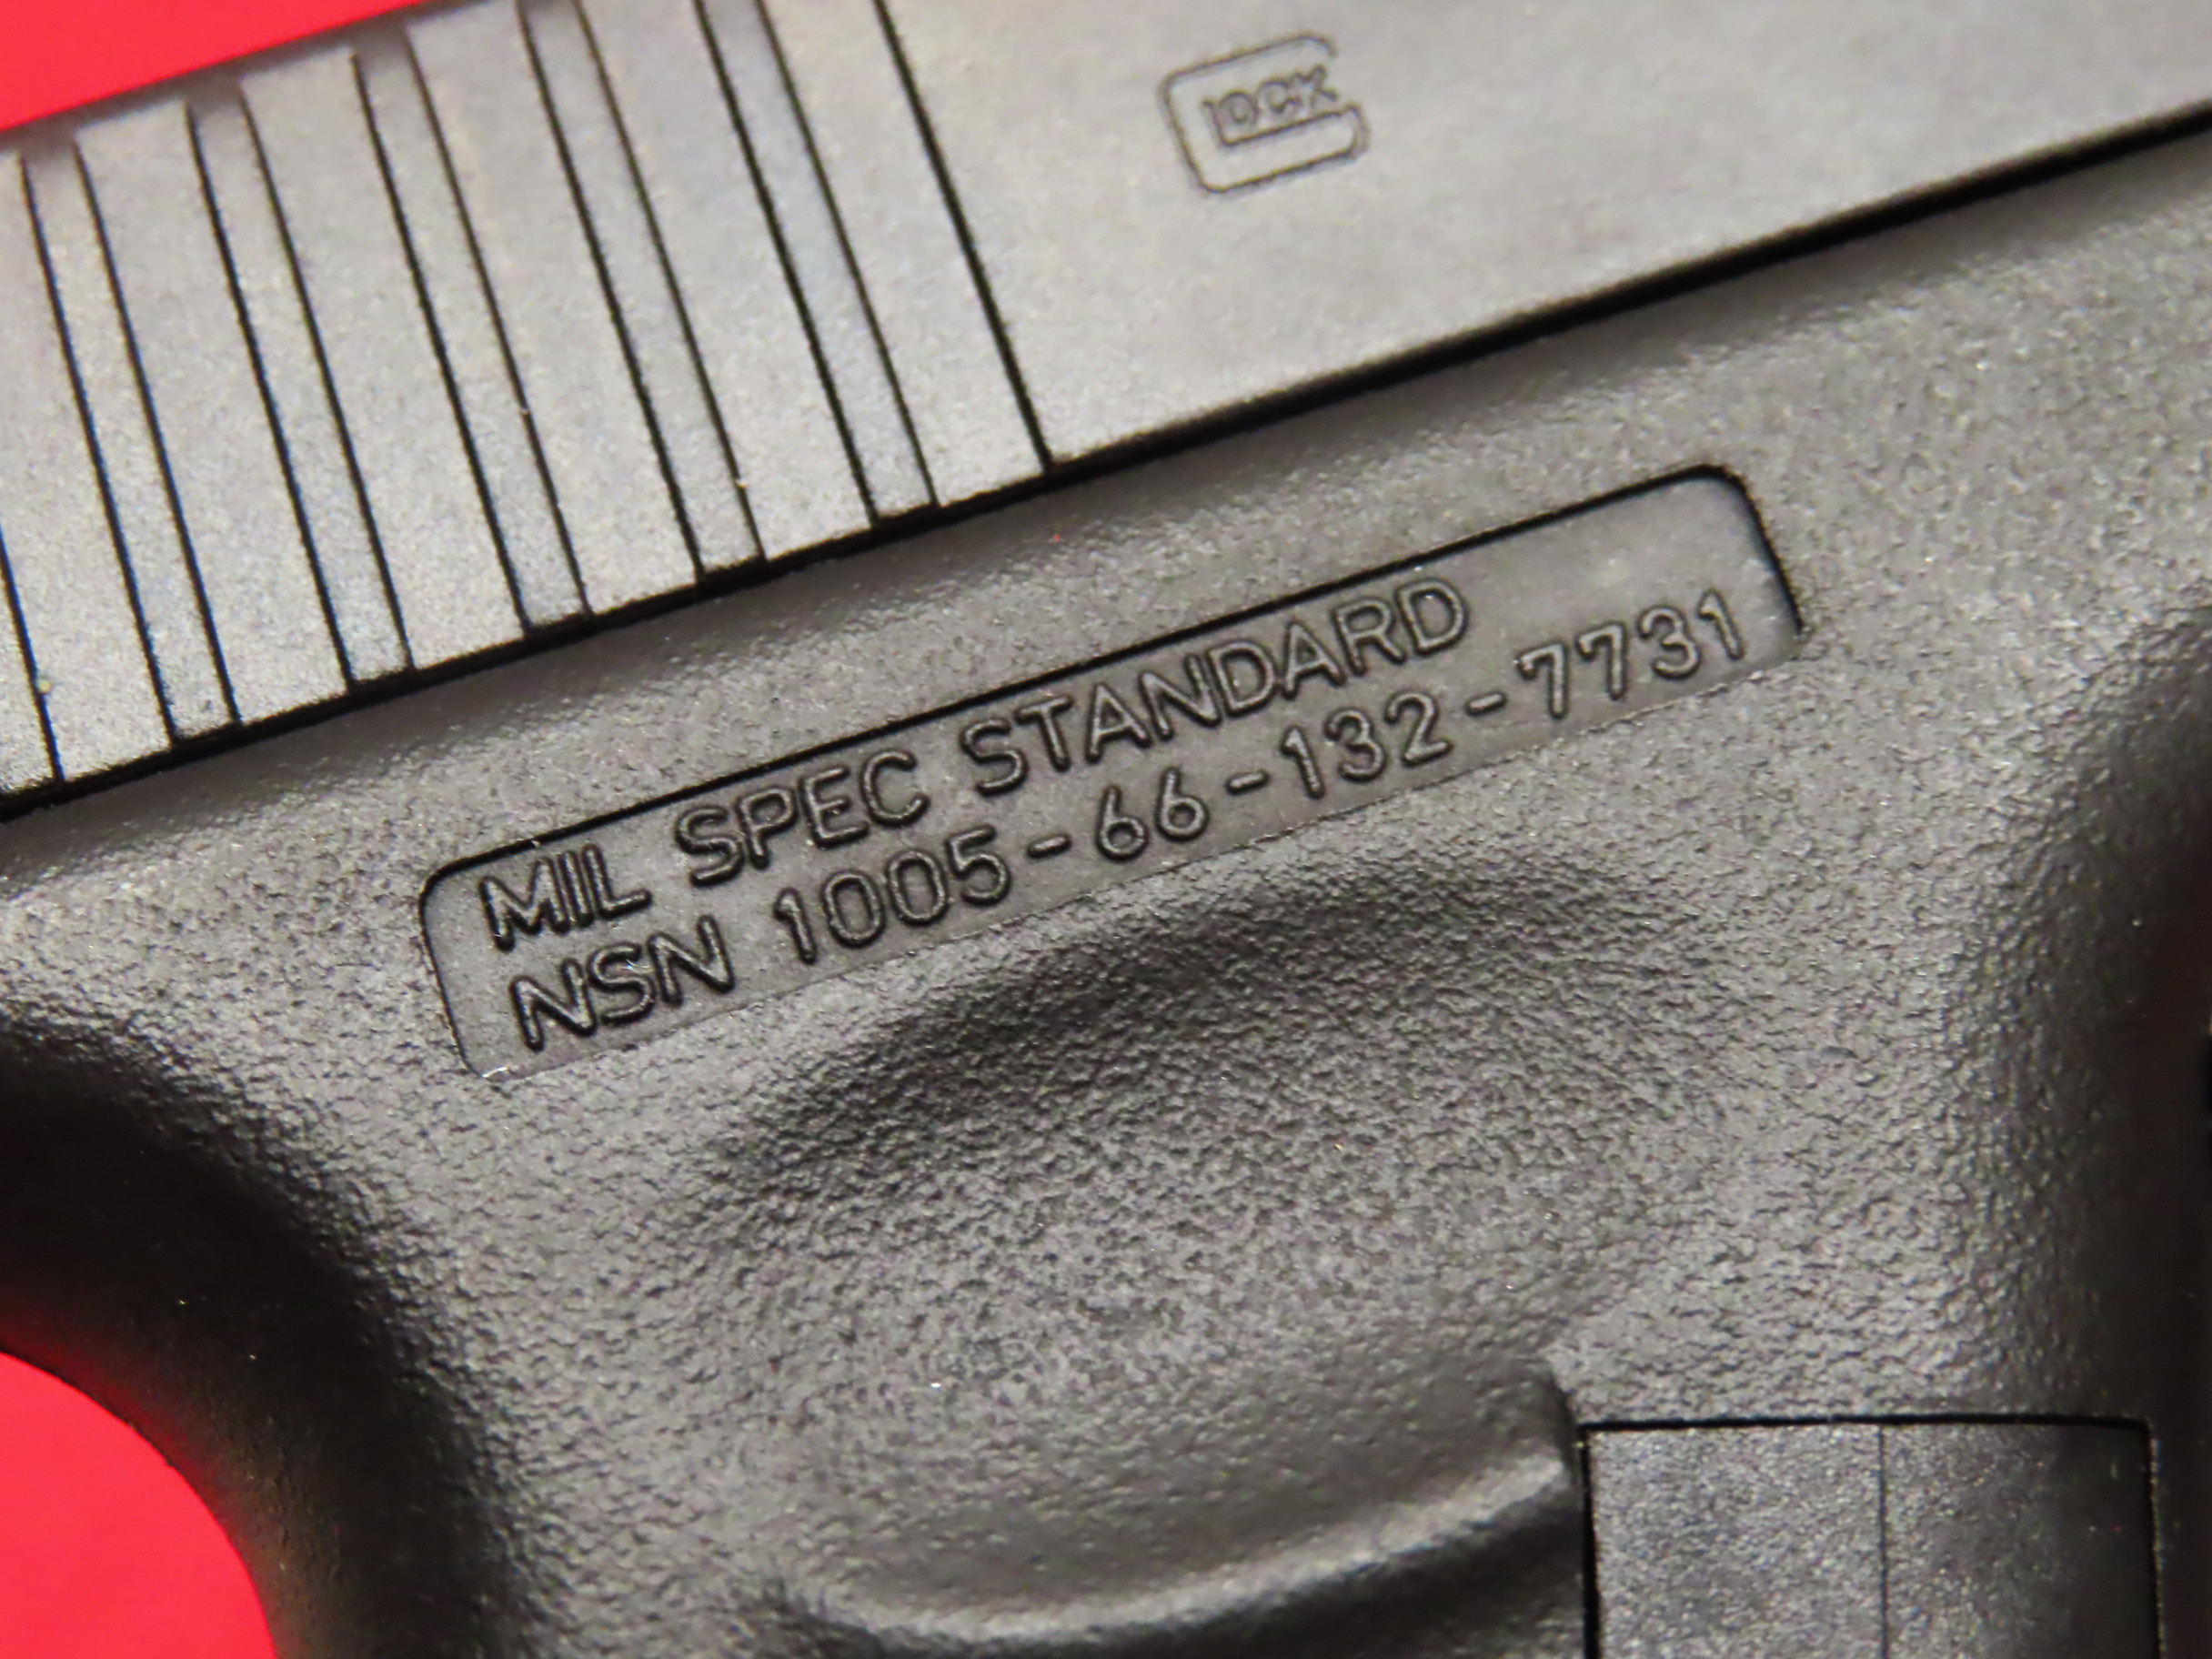 GLOCK
MIL SPEC STANDARD
NSN 1005-66-132-7731